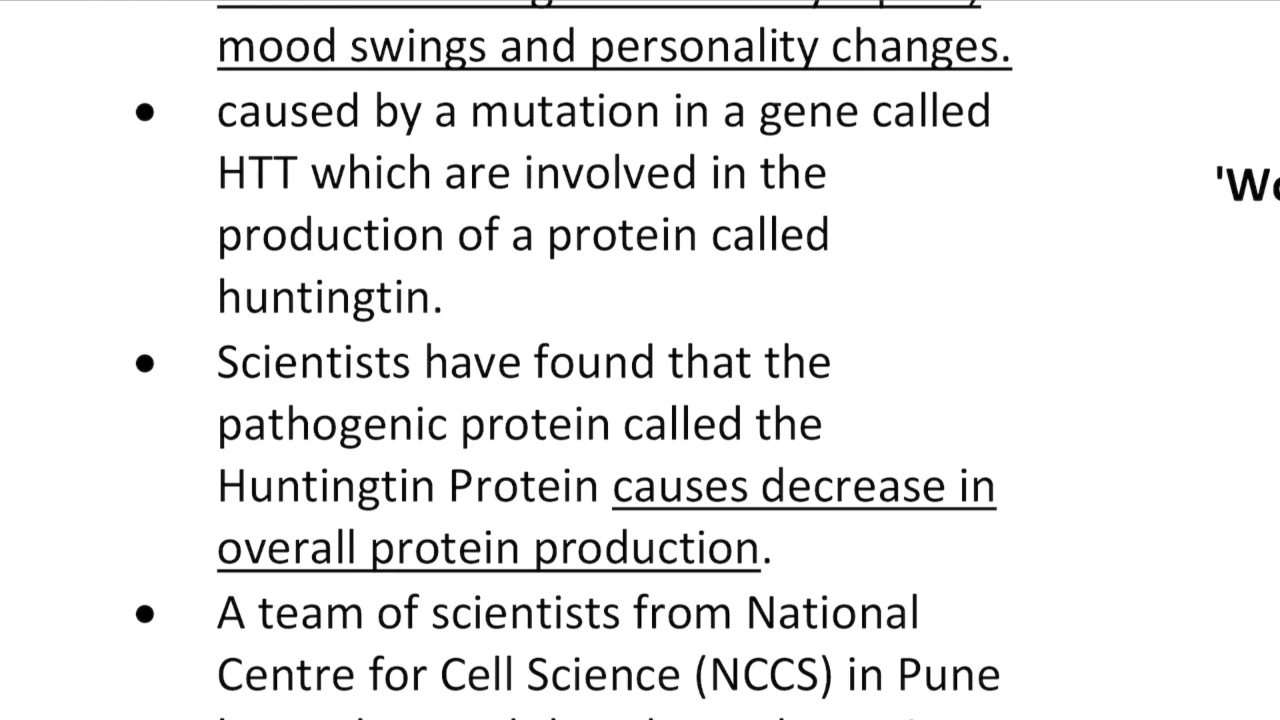 mood swings and personality changes.
• caused by a mutation in a gene called
HTT which are involved in the
production of a protein called
huntingtin.
• Scientists have found that the
pathogenic protein called the
Huntingtin Protein causes decrease in
overall protein production.
• A team of scientists from National
Centre for Cell Science (NCCS) in Pune